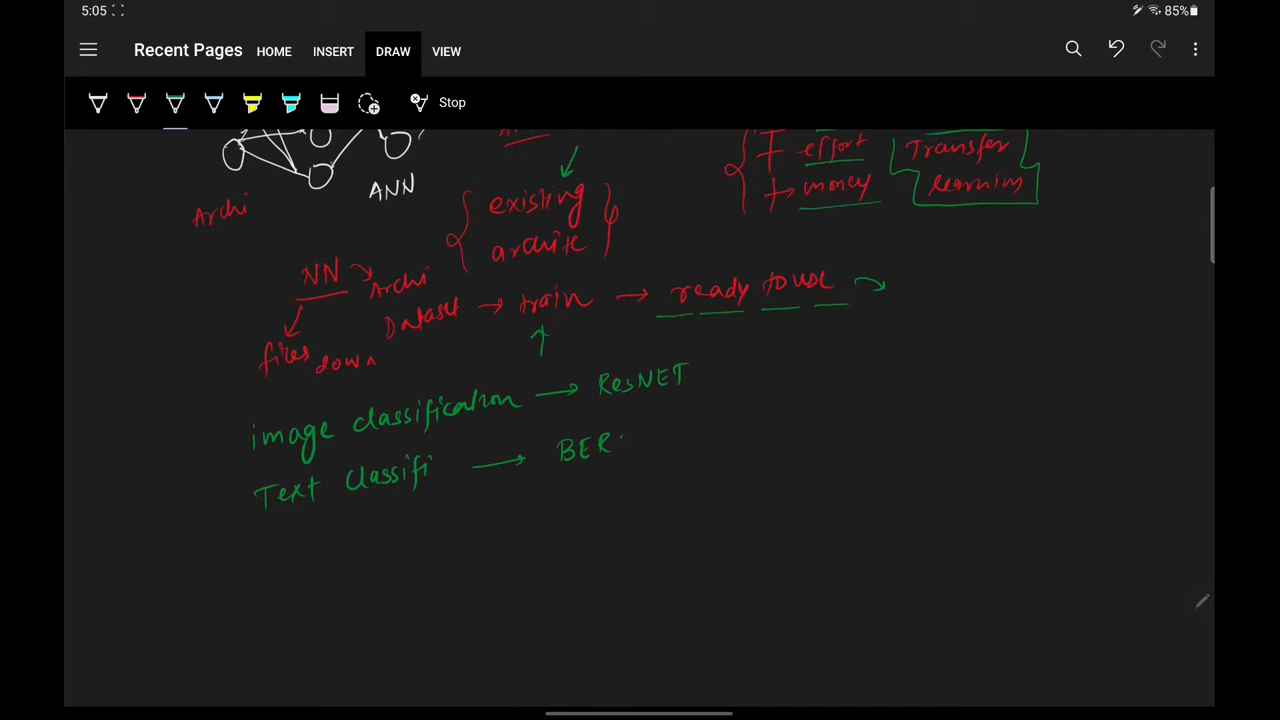 5:05
85%
Recent Pages HOME INSERT DRAW VIEW
Stop
effort
money
Transfer
learning
ANN
Archi
existing
archite
NN → Archi
Dataset → train → ready to use
fires down
image classification → ResNET
Text classifi → BER